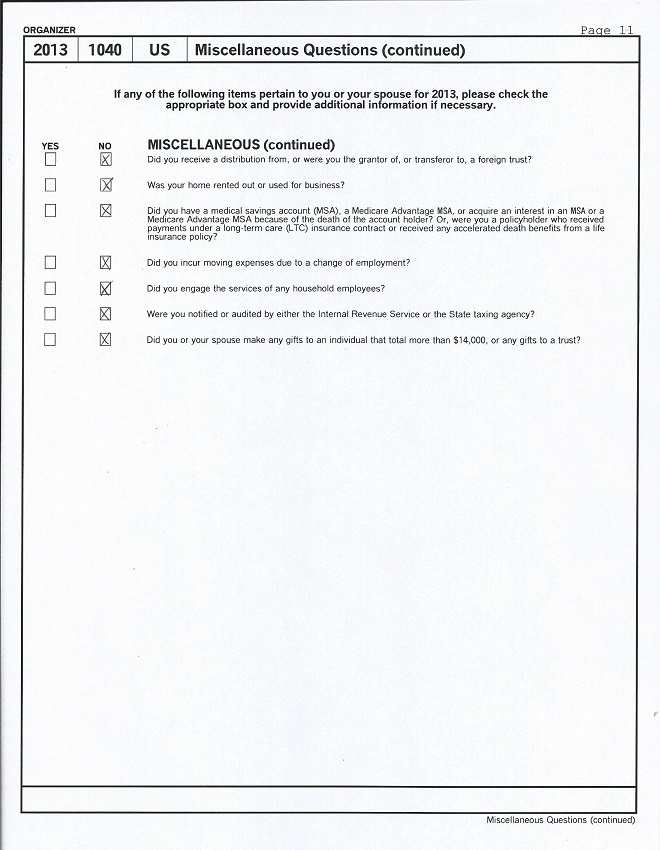 ORGANIZER
Page 11
2013 1040 US Miscellaneous Questions (continued)
If any of the following items pertain to you or your spouse for 2013, please check the
appropriate box and provide additional information if necessary.
YES NO MISCELLANEOUS (continued)
Did you receive a distribution from, or were you the grantor of, or transferor to, a foreign trust?
Was your home rented out or used for business?
Did you have a medical savings account (MSA), a Medicare Advantage MSA, or acquire an interest in an MSA or a
Medicare Advantage MSA because of the death of the account holder? Or, were you a policyholder who received
payments under a long-term care (LTC) insurance contract or received any accelerated death benefits from a life
insurance policy?
Did you incur moving expenses due to a change of employment?
Did you engage the services of any household employees?
Were you notified or audited by either the Internal Revenue Service or the State taxing agency?
Did you or your spouse make any gifts to an individual that total more than $14,000, or any gifts to a trust?
Miscellaneous Questions (continued)